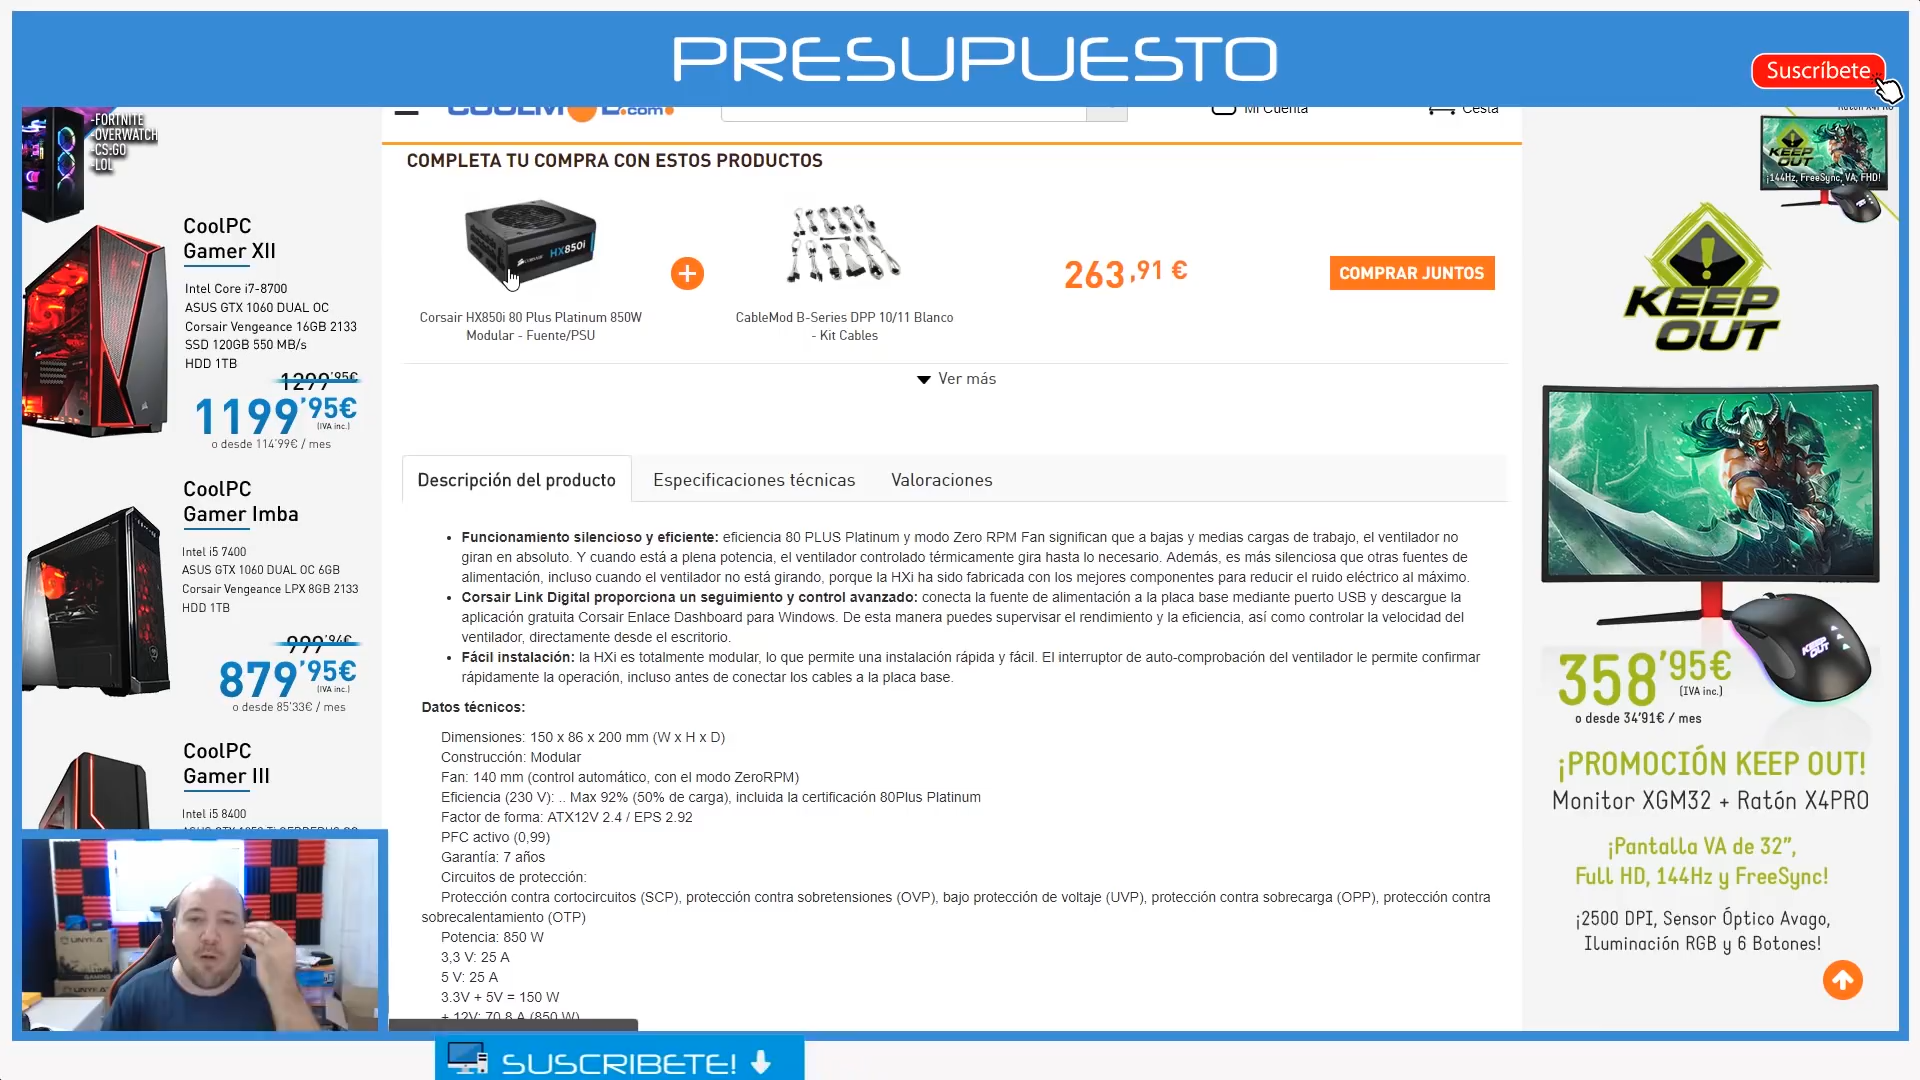 PRESUPUESTO
Suscríbete
-FORTNITE
-OVERWATCH
-CS:GO
-LOL
CoolPC
Gamer XII
Intel Core i7-8700
ASUS GTX 1060 DUAL OC
Corsair Vengeance 16GB 2133
SSD 120GB 550 MB/s
HDD 1TB
1299'95€
1199'95€
(IVA inc.)
o desde 114'99€ / mes
CoolPC
Gamer Imba
Intel i5 7400
ASUS GTX 1060 DUAL OC 6GB
Corsair Vengeance LPX 8GB 2133
HDD 1TB
999'94€
879'95€
(IVA inc.)
o desde 85'33€ / mes
CoolPC
Gamer III
Intel i5 8400
COOLMOD.com
Mi Cuenta
Cesta
COMPLETA TU COMPRA CON ESTOS PRODUCTOS
CORSAIR HX850i
Corsair HX850i 80 Plus Platinum 850W
Modular - Fuente/PSU
+
CableMod B-Series DPP 10/11 Blanco
- Kit Cables
263,91 €
COMPRAR JUNTOS
Ver más
Descripción del producto
Especificaciones técnicas
Valoraciones
• Funcionamiento silencioso y eficiente: eficiencia 80 PLUS Platinum y modo Zero RPM Fan significan que a bajas y medias cargas de trabajo, el ventilador no
giran en absoluto. Y cuando está a plena potencia, el ventilador controlado térmicamente gira hasta lo necesario. Además, es más silenciosa que otras fuentes de
alimentación, incluso cuando el ventilador no está girando, porque la HXi ha sido fabricada con los mejores componentes para reducir el ruido eléctrico al máximo.
• Corsair Link Digital proporciona un seguimiento y control avanzado: conecta la fuente de alimentación a la placa base mediante puerto USB y descargue la
aplicación gratuita Corsair Enlace Dashboard para Windows. De esta manera puedes supervisar el rendimiento y la eficiencia, así como controlar la velocidad del
ventilador, directamente desde el escritorio.
• Fácil instalación: la HXi es totalmente modular, lo que permite una instalación rápida y fácil. El interruptor de auto-comprobación del ventilador le permite confirmar
rápidamente la operación, incluso antes de conectar los cables a la placa base.
Datos técnicos:
Dimensiones: 150 x 86 x 200 mm (W x H x D)
Construcción: Modular
Fan: 140 mm (control automático, con el modo ZeroRPM)
Eficiencia (230 V): .. Max 92% (50% de carga), incluida la certificación 80Plus Platinum
Factor de forma: ATX12V 2.4 / EPS 2.92
PFC activo (0,99)
Garantía: 7 años
Circuitos de protección:
Protección contra cortocircuitos (SCP), protección contra sobretensiones (OVP), bajo protección de voltaje (UVP), protección contra sobrecarga (OPP), protección contra
sobrecalentamiento (OTP)
Potencia: 850 W
3,3 V: 25 A
5 V: 25 A
3.3V + 5V = 150 W
+ 12V: 70,8 A (850 W)
KEEP
OUT
¡144Hz, FreeSync, VA, FHD!
KEEP
OUT
KEEP
OUT
358'95€
(IVA inc.)
o desde 34'91€ / mes
¡PROMOCIÓN KEEP OUT!
Monitor XGM32 + Ratón X4PRO
¡Pantalla VA de 32",
Full HD, 144Hz y FreeSync!
¡2500 DPI, Sensor Óptico Avago,
Iluminación RGB y 6 Botones!
UNYKA
SUSCRIBETE!